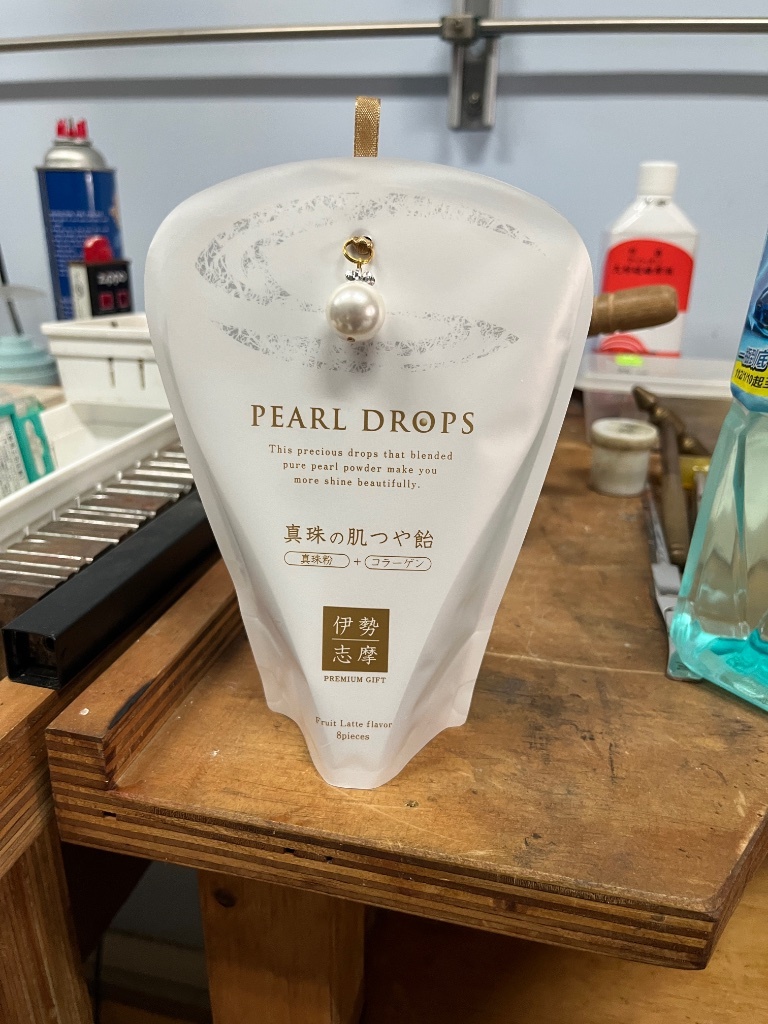 PEARL DROPS
This precious drops that blended
pure pearl powder make you
more shine beautifully.
真珠の肌つや飴
真珠粉 + コラーゲン
伊勢
志摩
PREMIUM GIFT
Fruit Latte flavor
8pieces